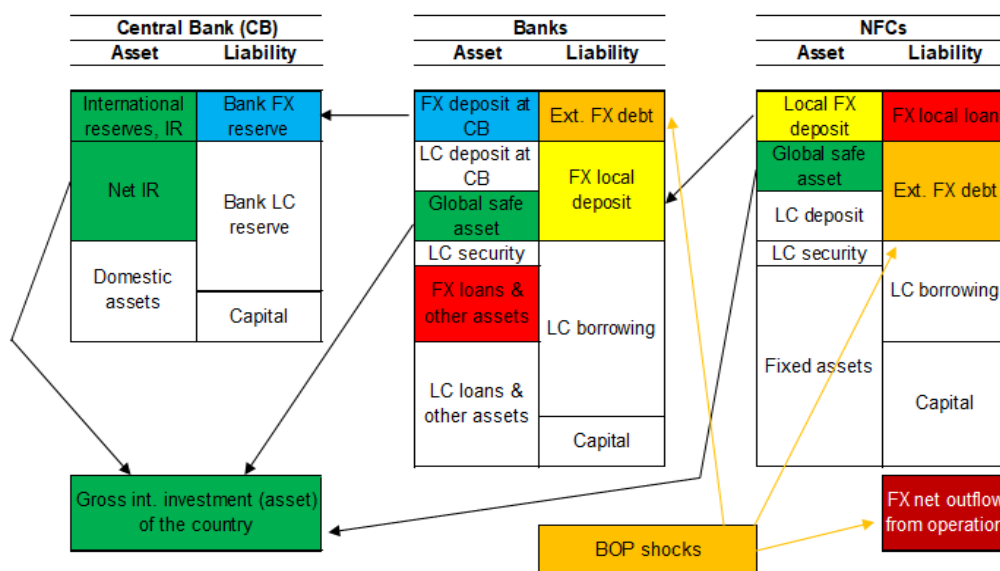 Central Bank (CB)
Asset
Liability
International
reserves, IR
Net IR
Domestic
assets
Bank FX
reserve
Bank LC
reserve
Capital
Banks
Asset
Liability
FX deposit at
CB
LC deposit at
CB
Global safe
asset
LC security
FX loans &
other assets
LC loans &
other assets
Ext. FX debt
FX local
deposit
LC borrowing
Capital
NFCs
Asset
Liability
Local FX
deposit
Global safe
asset
LC deposit
LC security
Fixed assets
FX local loan
Ext. FX debt
LC borrowing
Capital
Gross int. investment (asset)
of the country
BOP shocks
FX net outflow
from operation